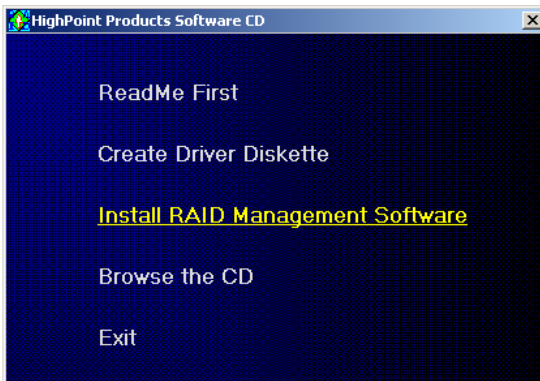 HighPoint Products Software CD
ReadMe First
Create Driver Diskette
Install RAID Management Software
Browse the CD
Exit